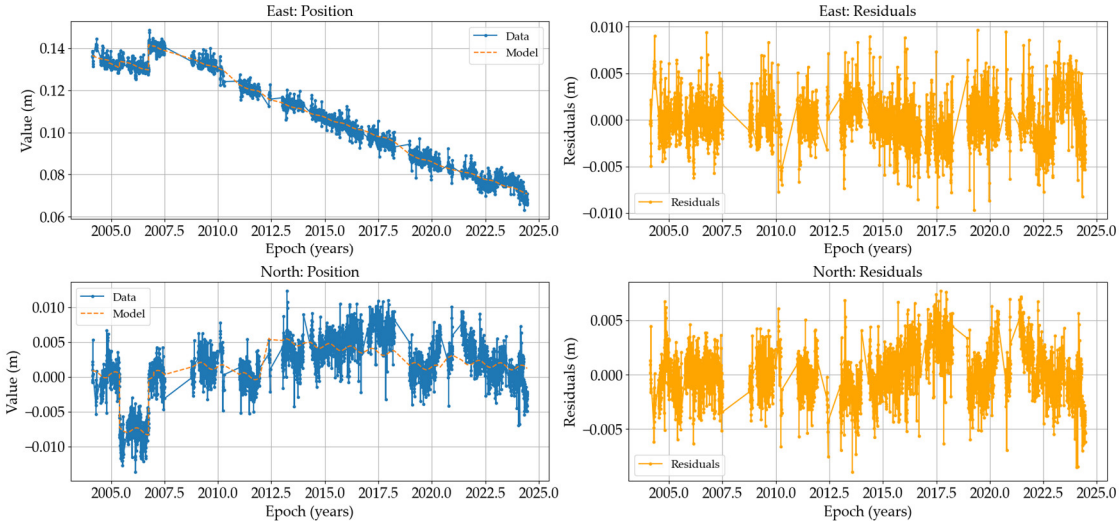 East: Position
0.14
0.12
0.10
0.08
0.06
Value (m)
Data
Model
2005.0 2007.5 2010.0 2012.5 2015.0 2017.5 2020.0 2022.5 2025.0
Epoch (years)
East: Residuals
0.010
0.005
0.000
−0.005
−0.010
Residuals (m)
Residuals
2005.0 2007.5 2010.0 2012.5 2015.0 2017.5 2020.0 2022.5 2025.0
Epoch (years)
North: Position
0.010
0.005
0.000
−0.005
−0.010
Value (m)
Data
Model
2005.0 2007.5 2010.0 2012.5 2015.0 2017.5 2020.0 2022.5 2025.0
Epoch (years)
North: Residuals
0.005
0.000
−0.005
Residuals (m)
Residuals
2005.0 2007.5 2010.0 2012.5 2015.0 2017.5 2020.0 2022.5 2025.0
Epoch (years)